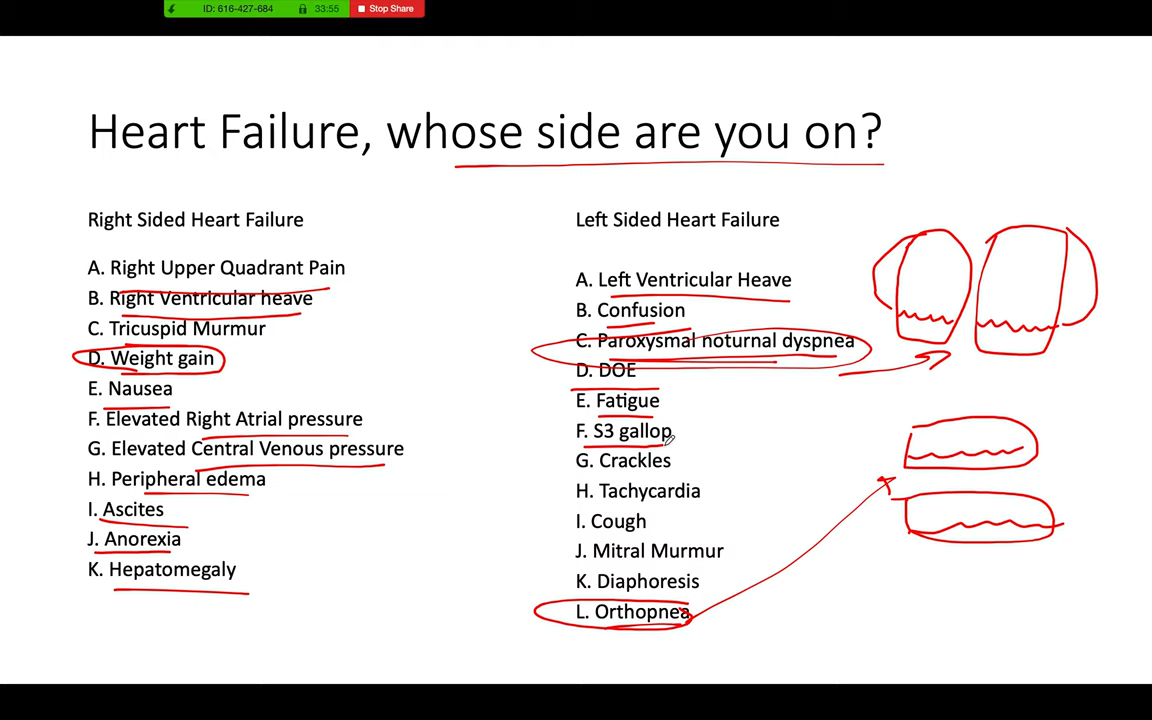 ID: 616-427-684 33:55 Stop Share
Heart Failure, whose side are you on?
Right Sided Heart Failure
A. Right Upper Quadrant Pain
B. Right Ventricular heave
C. Tricuspid Murmur
D. Weight gain
E. Nausea
F. Elevated Right Atrial pressure
G. Elevated Central Venous pressure
H. Peripheral edema
I. Ascites
J. Anorexia
K. Hepatomegaly
Left Sided Heart Failure
A. Left Ventricular Heave
B. Confusion
C. Paroxysmal noturnal dyspnea
D. DOE
E. Fatigue
F. S3 gallop
G. Crackles
H. Tachycardia
I. Cough
J. Mitral Murmur
K. Diaphoresis
L. Orthopnea